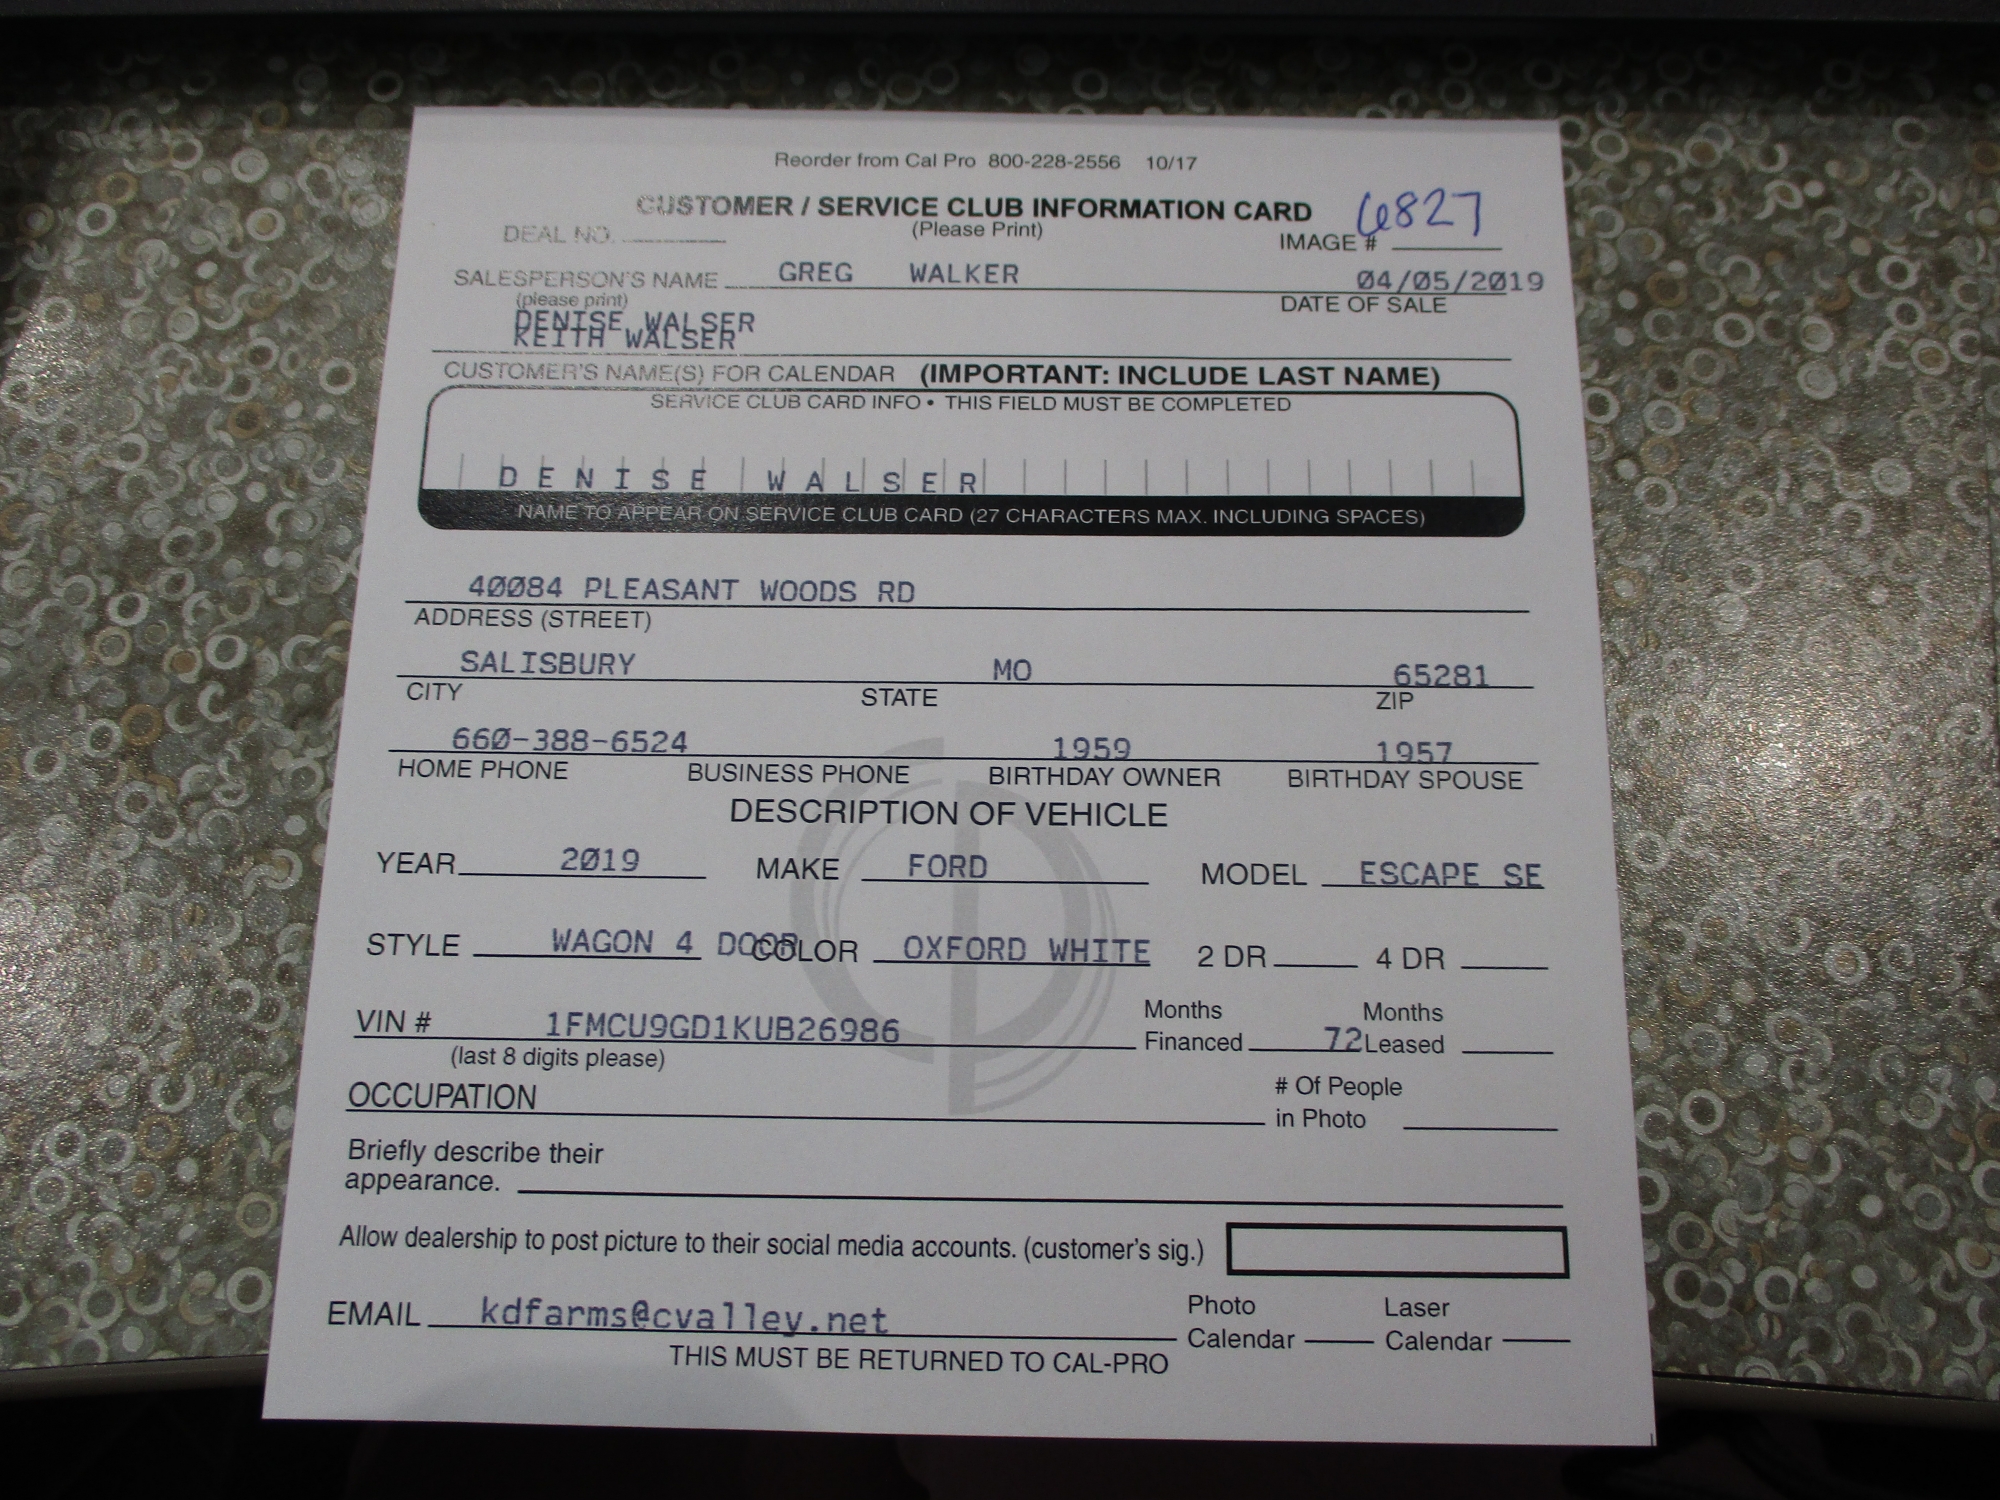 Reorder from Cal Pro 800-228-2556 10/17
CUSTOMER / SERVICE CLUB INFORMATION CARD 6827
DEAL NO. (Please Print) IMAGE #
SALESPERSON'S NAME GREG WALKER 04/05/2019
(please print) DATE OF SALE
DENISE WALSER
KEITH WALSER
CUSTOMER'S NAME(S) FOR CALENDAR (IMPORTANT: INCLUDE LAST NAME)
SERVICE CLUB CARD INFO • THIS FIELD MUST BE COMPLETED
DENISE WALSER
NAME TO APPEAR ON SERVICE CLUB CARD (27 CHARACTERS MAX. INCLUDING SPACES)
40084 PLEASANT WOODS RD
ADDRESS (STREET)
SALISBURY MO 65281
CITY STATE ZIP
660-388-6524 1959 1957
HOME PHONE BUSINESS PHONE BIRTHDAY OWNER BIRTHDAY SPOUSE
DESCRIPTION OF VEHICLE
YEAR 2019 MAKE FORD MODEL ESCAPE SE
STYLE WAGON 4 DOOR COLOR OXFORD WHITE 2 DR 4 DR
VIN # 1FMCU9GD1KUB26986 Months Financed 72 Months Leased
(last 8 digits please)
OCCUPATION # Of People in Photo
Briefly describe their
appearance.
Allow dealership to post picture to their social media accounts. (customer's sig.)
EMAIL kdfarms@cvalley.net Photo Calendar Laser Calendar
THIS MUST BE RETURNED TO CAL-PRO